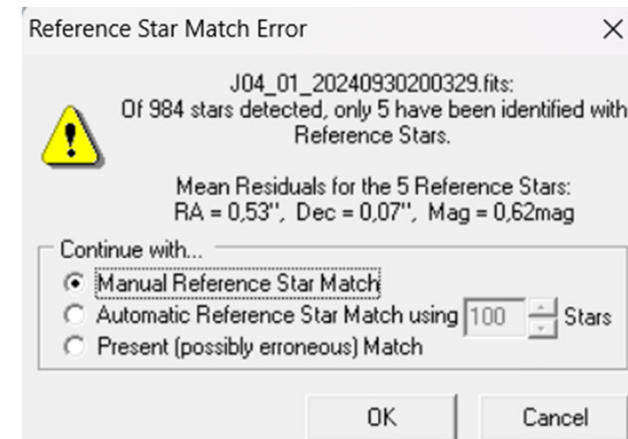 Reference Star Match Error
J04_01_20240930200329.fits:
Of 984 stars detected, only 5 have been identified with
Reference Stars.
Mean Residuals for the 5 Reference Stars:
RA = 0,53'', Dec = 0,07'', Mag = 0,62mag
Continue with...
Manual Reference Star Match
Automatic Reference Star Match using 100 Stars
Present (possibly erroneous) Match
OK Cancel